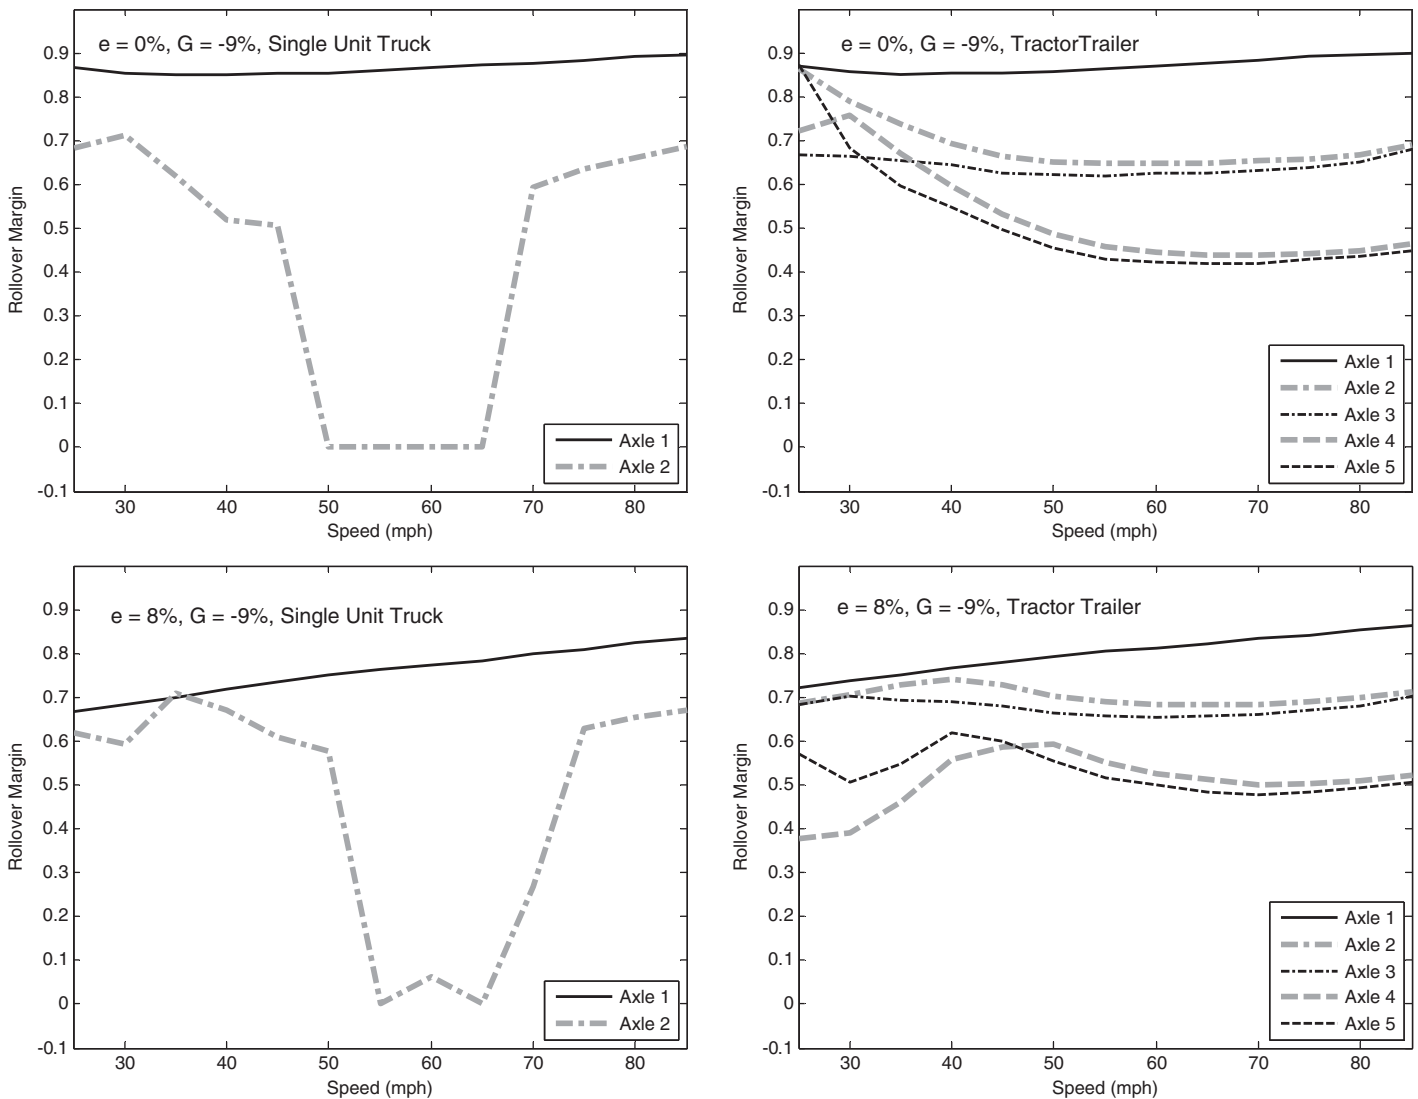 e = 0%, G = -9%, Single Unit Truck
0.9
0.8
0.7
0.6
0.5
0.4
0.3
0.2
0.1
0
-0.1
Rollover Margin
30 40 50 60 70 80
Speed (mph)
Axle 1
Axle 2
e = 0%, G = -9%, TractorTrailer
0.9
0.8
0.7
0.6
0.5
0.4
0.3
0.2
0.1
0
-0.1
Rollover Margin
30 40 50 60 70 80
Speed (mph)
Axle 1
Axle 2
Axle 3
Axle 4
Axle 5
e = 8%, G = -9%, Single Unit Truck
0.9
0.8
0.7
0.6
0.5
0.4
0.3
0.2
0.1
0
-0.1
Rollover Margin
30 40 50 60 70 80
Speed (mph)
Axle 1
Axle 2
e = 8%, G = -9%, Tractor Trailer
0.9
0.8
0.7
0.6
0.5
0.4
0.3
0.2
0.1
0
-0.1
Rollover Margin
30 40 50 60 70 80
Speed (mph)
Axle 1
Axle 2
Axle 3
Axle 4
Axle 5